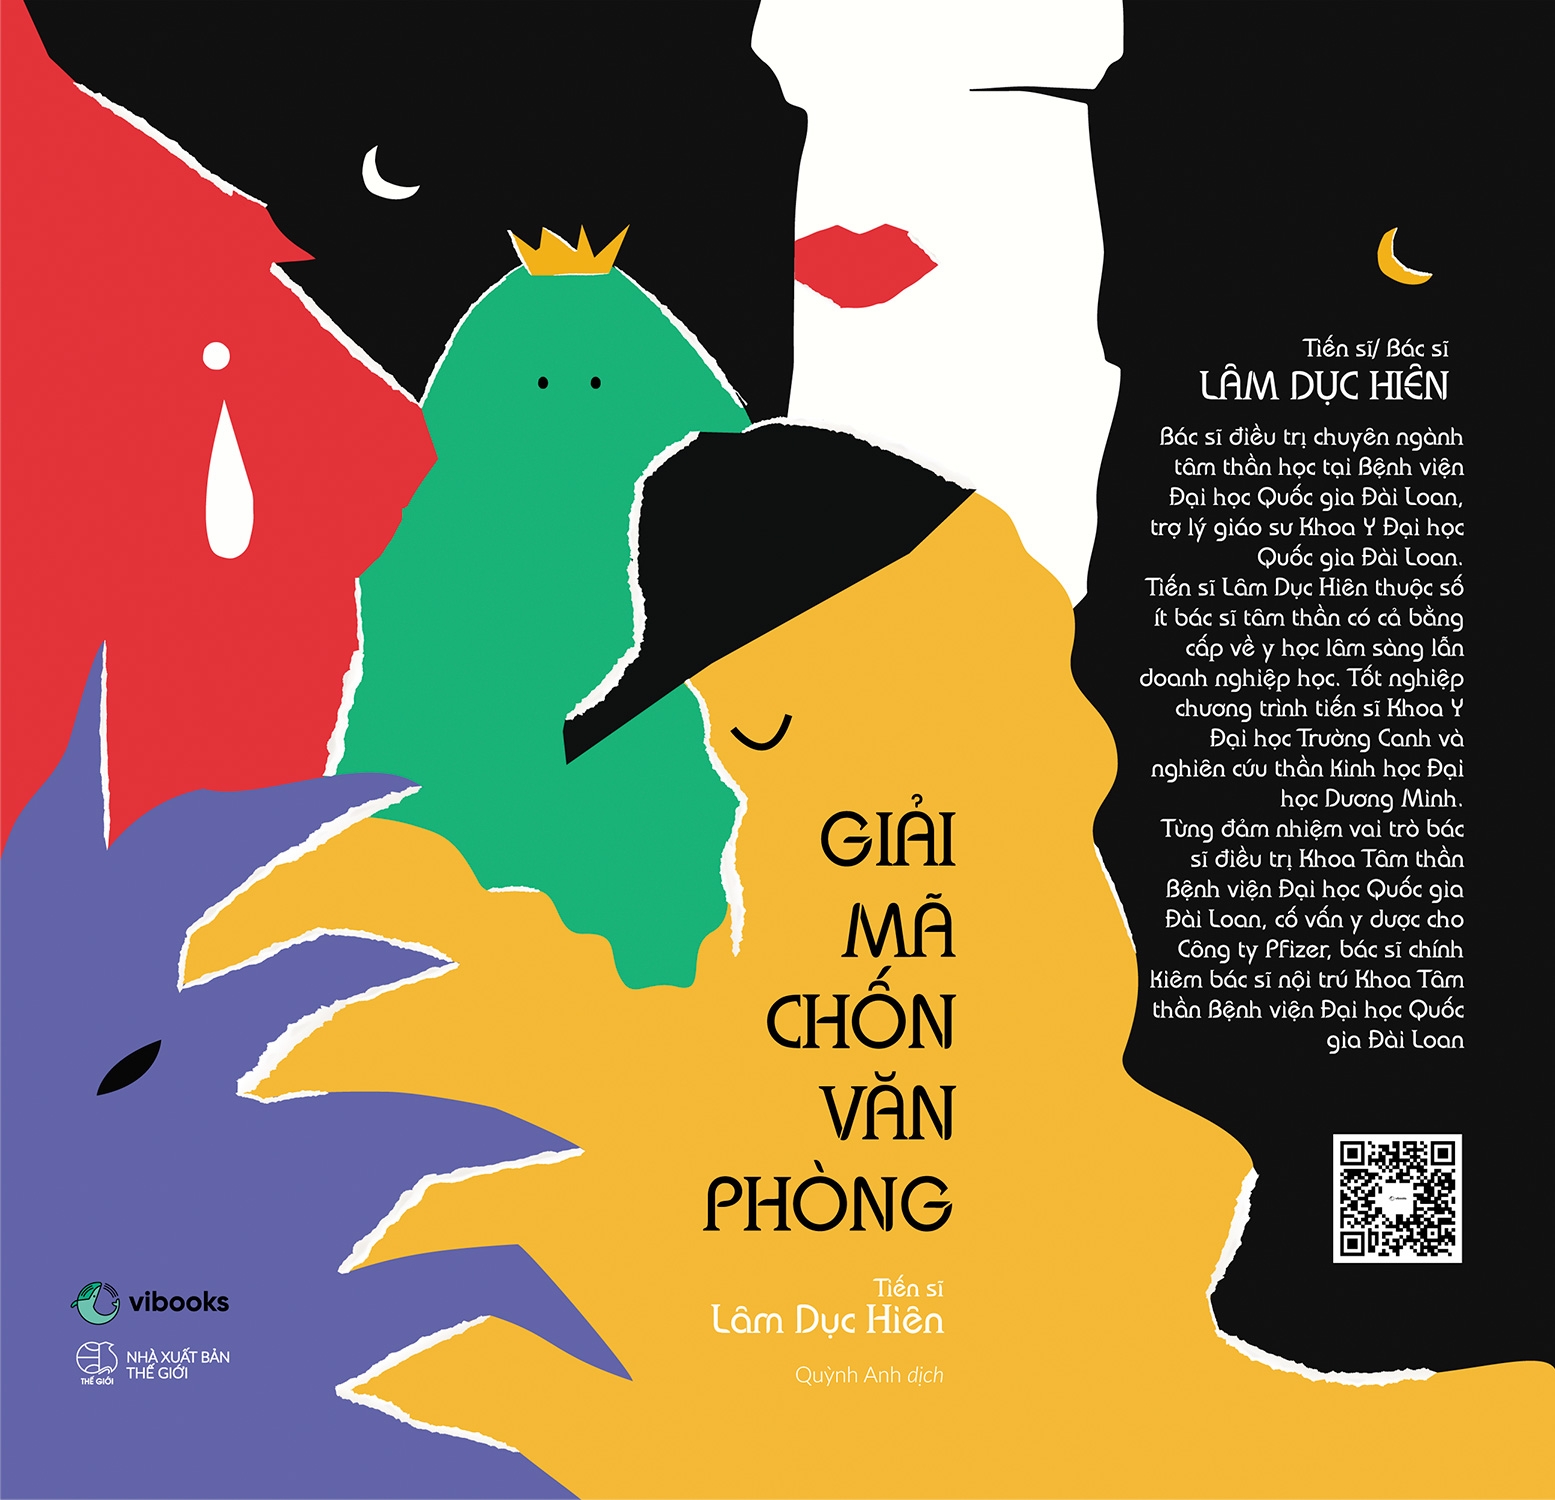 GIẢI
MÃ
CHỐN
VĂN
PHÒNG
Tiến sĩ
Lâm Dục Hiên
Quỳnh Anh dịch
vibooks
THẾ GIỚI
NHÀ XUẤT BẢN
THẾ GIỚI
Tiến sĩ/ Bác sĩ
LÂM DỤC HIÊN
Bác sĩ điều trị chuyên ngành
tâm thần học tại Bệnh viện
Đại học Quốc gia Đài Loan,
trợ lý giáo sư Khoa Y Đại học
Quốc gia Đài Loan.
Tiến sĩ Lâm Dục Hiên thuộc số
ít bác sĩ tâm thần có cả bằng
cấp về y học lâm sàng lẫn
doanh nghiệp học. Tốt nghiệp
chương trình tiến sĩ Khoa Y
Đại học Trường Canh và
nghiên cứu thần kinh học Đại
học Dương Minh.
Từng đảm nhiệm vai trò bác
sĩ điều trị Khoa Tâm thần
Bệnh viện Đại học Quốc gia
Đài Loan, cố vấn y dược cho
Công ty Pfizer, bác sĩ chính
kiêm bác sĩ nội trú Khoa Tâm
thần Bệnh viện Đại học Quốc
gia Đài Loan
vibooks